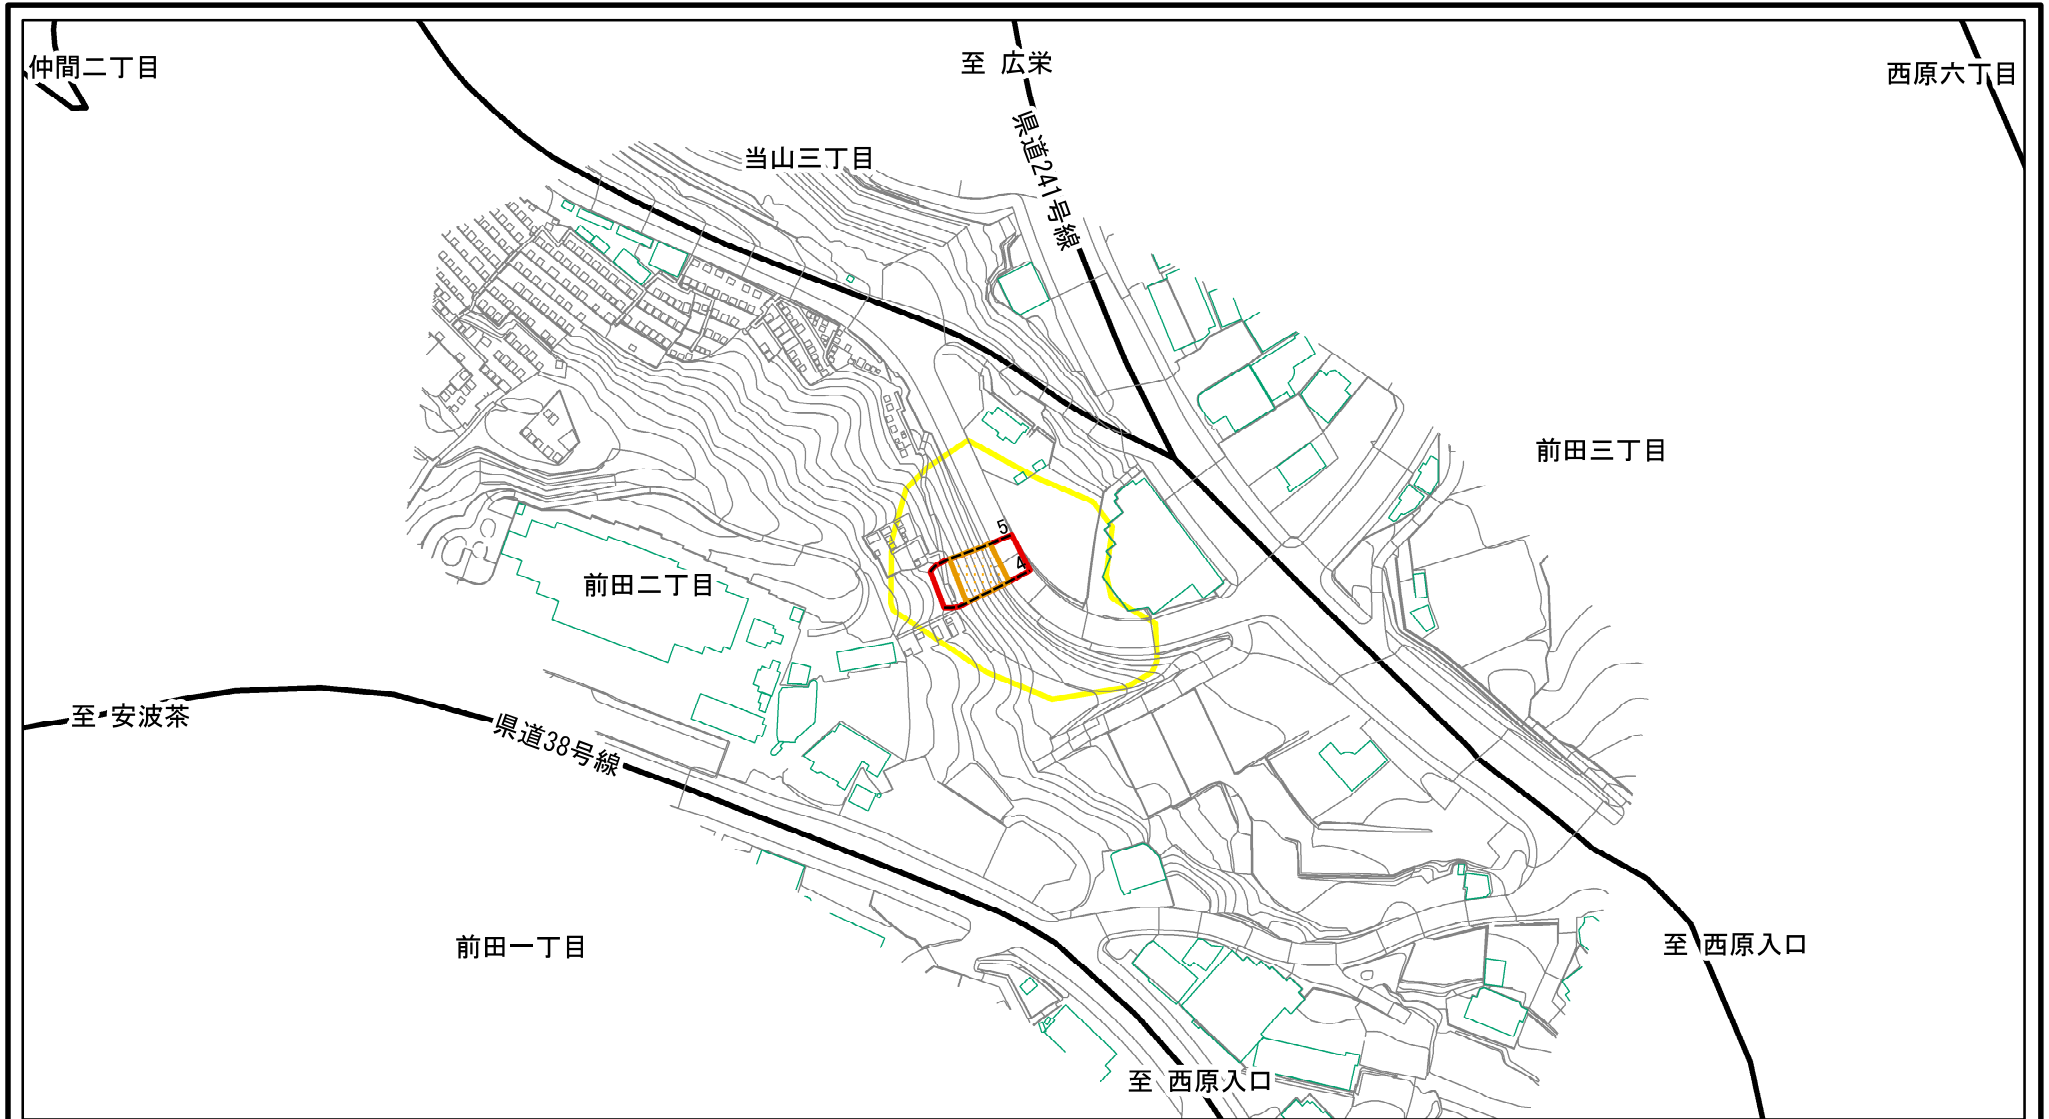 仲間二丁目
至 広栄
西原六丁目
県道241号線
当山三丁目
前田三丁目
5
4
前田二丁目
至 安波茶
県道38号線
前田一丁目
至 西原入口
至 西原入口